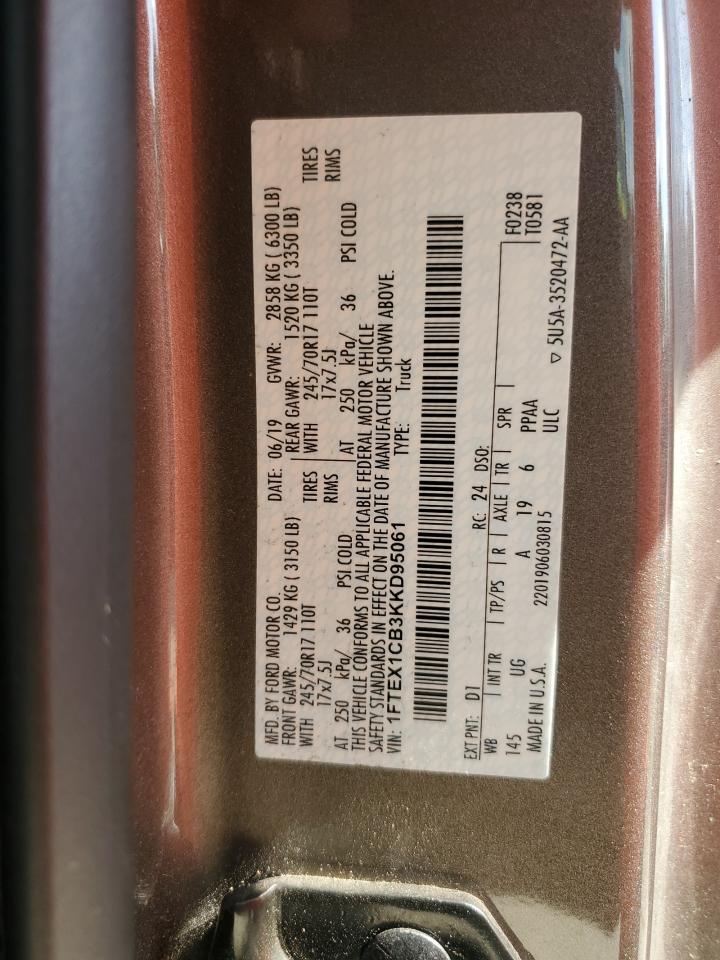 MFD. BY FORD MOTOR CO. DATE: 06/19 GVWR: 2858 KG ( 6300 LB)
FRONT GAWR: 1429 KG ( 3150 LB) REAR GAWR: 1520 KG ( 3350 LB)
WITH 245/70R17 110T TIRES WITH 245/70R17 110T TIRES
17x7.5J RIMS 17x7.5J RIMS
AT 250 kPa/ 36 PSI COLD AT 250 kPa/ 36 PSI COLD
THIS VEHICLE CONFORMS TO ALL APPLICABLE FEDERAL MOTOR VEHICLE
SAFETY STANDARDS IN EFFECT ON THE DATE OF MANUFACTURE SHOWN ABOVE.
VIN: 1FTEX1CB3KKD95061 TYPE: Truck
EXT PNT: D1 RC: 24 DSO:
WB INT TR TP/PS R AXLE TR SPR F0238
145 UG A 19 6 PPAA T0581
ULC
MADE IN U.S.A. 2201906030815 ▽ 5U5A-3520472-AA